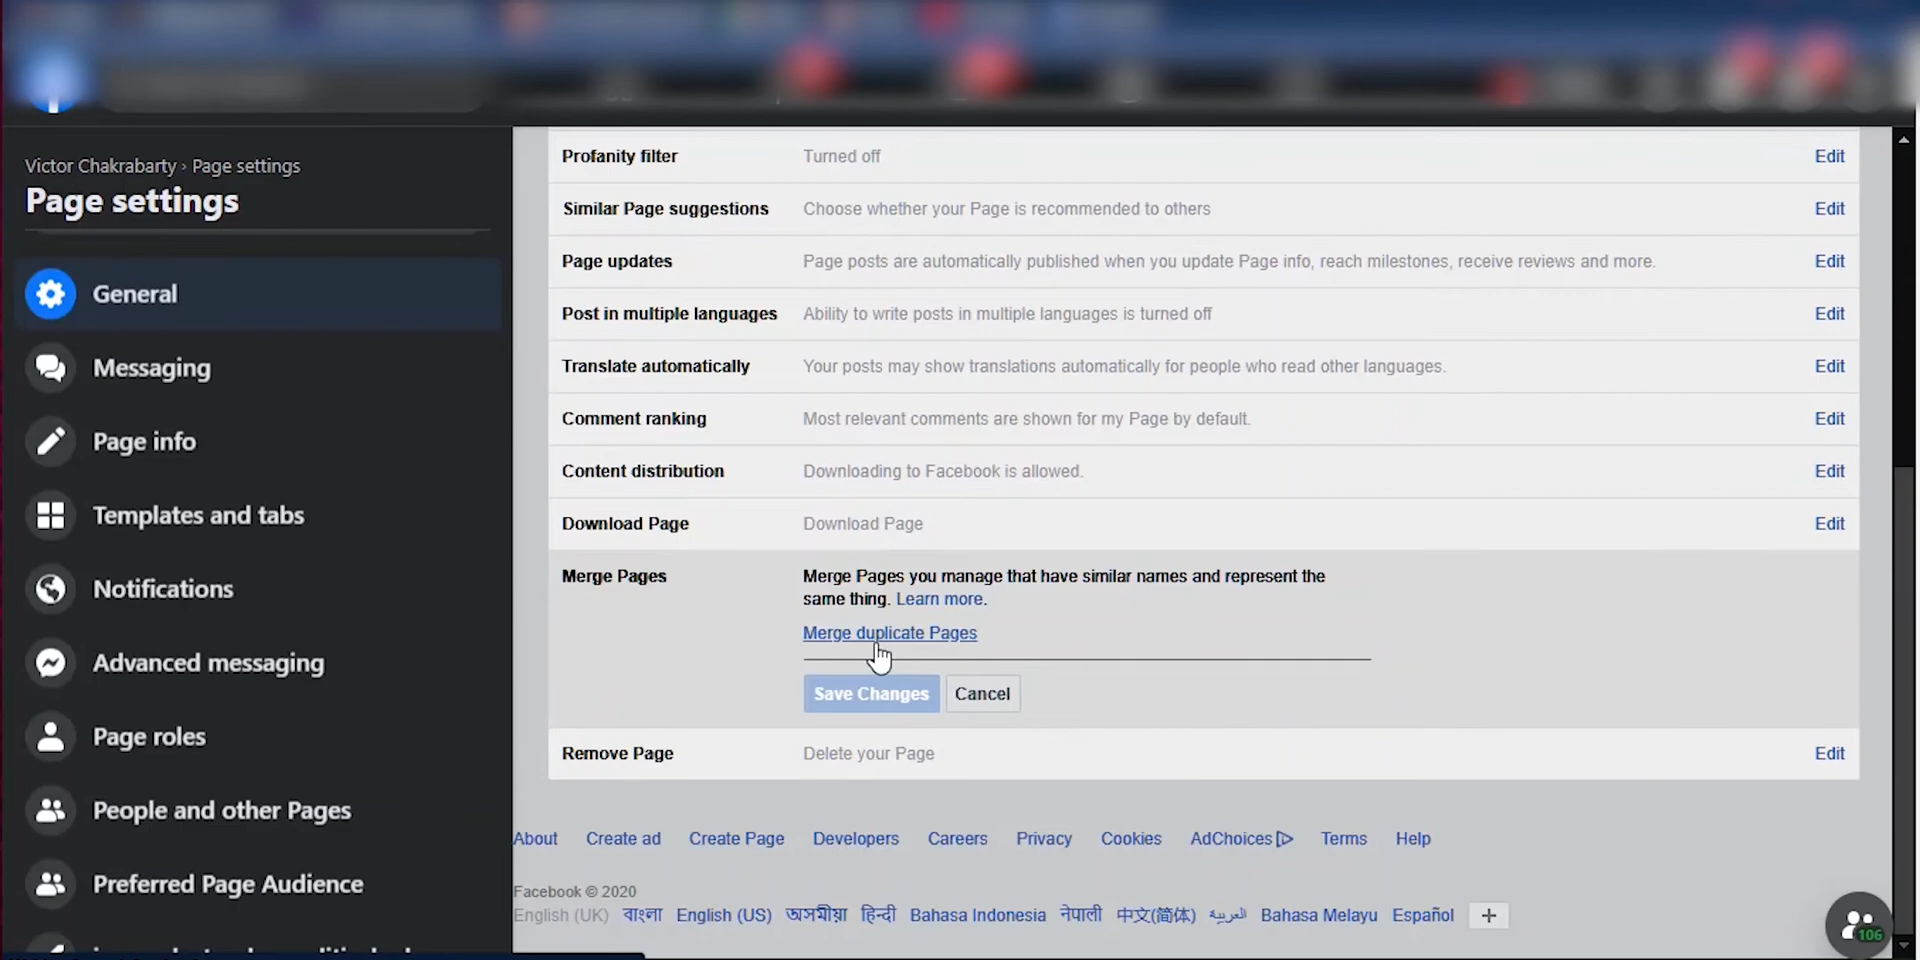 Victor Chakrabarty › Page settings
Page settings
General
Messaging
Page info
Templates and tabs
Notifications
Advanced messaging
Page roles
People and other Pages
Preferred Page Audience
Profanity filter Turned off Edit
Similar Page suggestions Choose whether your Page is recommended to others Edit
Page updates Page posts are automatically published when you update Page info, reach milestones, receive reviews and more. Edit
Post in multiple languages Ability to write posts in multiple languages is turned off Edit
Translate automatically Your posts may show translations automatically for people who read other languages. Edit
Comment ranking Most relevant comments are shown for my Page by default. Edit
Content distribution Downloading to Facebook is allowed. Edit
Download Page Download Page Edit
Merge Pages Merge Pages you manage that have similar names and represent the
same thing. Learn more.
Merge duplicate Pages
Save Changes Cancel
Remove Page Delete your Page Edit
About Create ad Create Page Developers Careers Privacy Cookies AdChoices Terms Help
Facebook © 2020
English (UK) বাংলা English (US) অসমীয়া हिन्दी Bahasa Indonesia नेपाली 中文(简体) العربية Bahasa Melayu Español +
106